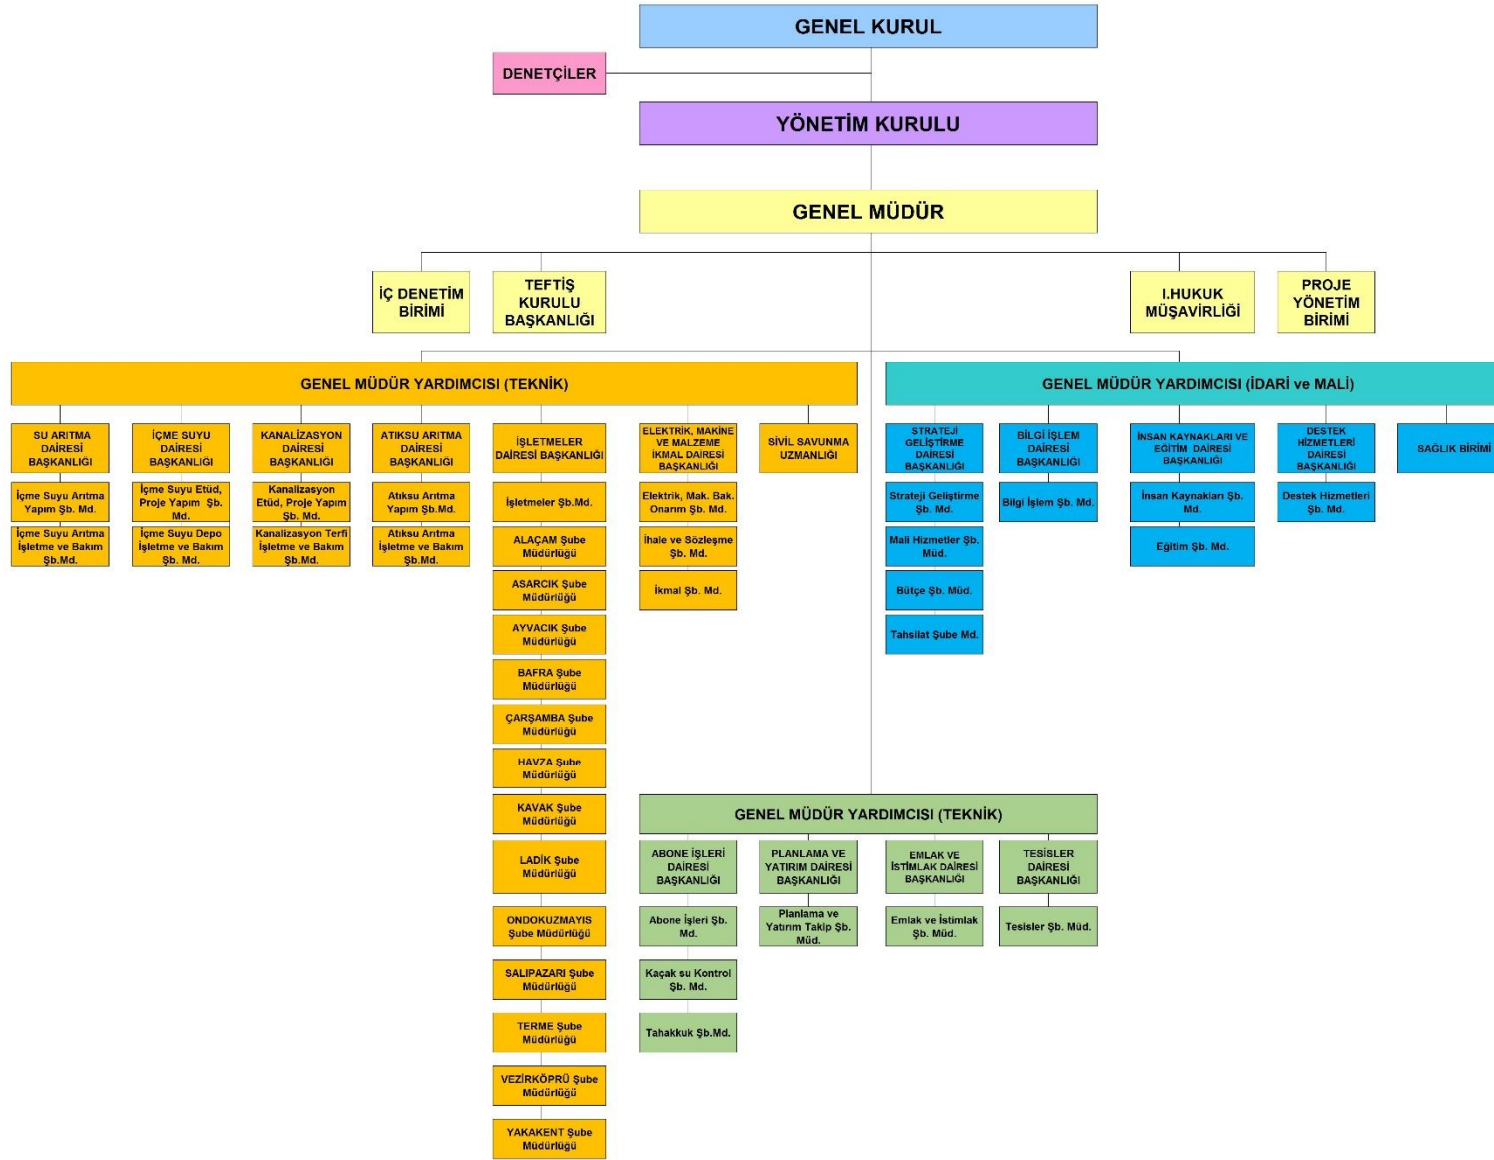 GENEL KURUL
DENETÇİLER
YÖNETİM KURULU
GENEL MÜDÜR
İÇ DENETİM
BİRİMİ
TEFTİŞ
KURULU
BAŞKANLIĞI
I.HUKUK
MÜŞAVİRLİĞİ
PROJE
YÖNETİM
BİRİMİ
GENEL MÜDÜR YARDIMCISI (TEKNİK)
SU ARITMA
DAİRESİ
BAŞKANLIĞI
İçme Suyu Arıtma
Yapım Şb. Md.
İçme Suyu Arıtma
İşletme ve Bakım
Şb.Md.
İÇME SUYU
DAİRESİ
BAŞKANLIĞI
İçme Suyu Etüd,
Proje Yapım Şb.
Md.
İçme Suyu Depo
İşletme ve Bakım
Şb. Md.
KANALİZASYON
DAİRESİ
BAŞKANLIĞI
Kanalizasyon
Etüd, Proje Yapım
Şb. Md.
Kanalizasyon Terfi
İşletme ve Bakım
Şb.Md.
ATIKSU ARITMA
DAİRESİ
BAŞKANLIĞI
Atıksu Arıtma
Yapım Şb.Md.
Atıksu Arıtma
İşletme ve Bakım
Şb.Md.
İŞLETMELER
DAİRESİ BAŞKANLIĞI
İşletmeler Şb.Md.
ALAÇAM Şube
Müdürlüğü
ASARCIK Şube
Müdürlüğü
AYVACIK Şube
Müdürlüğü
BAFRA Şube
Müdürlüğü
ÇARŞAMBA Şube
Müdürlüğü
HAVZA Şube
Müdürlüğü
KAVAK Şube
Müdürlüğü
LADİK Şube
Müdürlüğü
ONDOKUZMAYIS
Şube Müdürlüğü
SALIPAZARI Şube
Müdürlüğü
TERME Şube
Müdürlüğü
VEZİRKÖPRÜ Şube
Müdürlüğü
YAKAKENT Şube
Müdürlüğü
ELEKTRİK, MAKİNE
VE MALZEME
İKMAL DAİRESİ
BAŞKANLIĞI
Elektrik, Mak. Bak.
Onarım Şb. Md.
İhale ve Sözleşme
Şb. Md.
İkmal Şb. Md.
SİVİL SAVUNMA
UZMANLIĞI
GENEL MÜDÜR YARDIMCISI (İDARİ ve MALİ)
STRATEJİ
GELİŞTİRME
DAİRESİ
BAŞKANLIĞI
Strateji Geliştirme
Şb. Md.
Mali Hizmetler Şb.
Müd.
Bütçe Şb. Müd.
Tahsilat Şube Md.
BİLGİ İŞLEM
DAİRESİ
BAŞKANLIĞI
Bilgi İşlem Şb. Md.
İNSAN KAYNAKLARI VE
EĞİTİM DAİRESİ
BAŞKANLIĞI
İnsan Kaynakları Şb.
Md.
Eğitim Şb. Md.
DESTEK
HİZMETLERİ
DAİRESİ
BAŞKANLIĞI
Destek Hizmetleri
Şb. Md.
SAĞLIK BİRİMİ
GENEL MÜDÜR YARDIMCISI (TEKNİK)
ABONE İŞLERİ
DAİRESİ
BAŞKANLIĞI
Abone İşleri Şb.
Md.
Kaçak su Kontrol
Şb. Md.
Tahakkuk Şb.Md.
PLANLAMA VE
YATIRIM DAİRESİ
BAŞKANLIĞI
Planlama ve
Yatırım Takip Şb.
Müd.
EMLAK VE
İSTİMLAK DAİRESİ
BAŞKANLIĞI
Emlak ve İstimlak
Şb. Müd.
TESİSLER
DAİRESİ
BAŞKANLIĞI
Tesisler Şb. Müd.